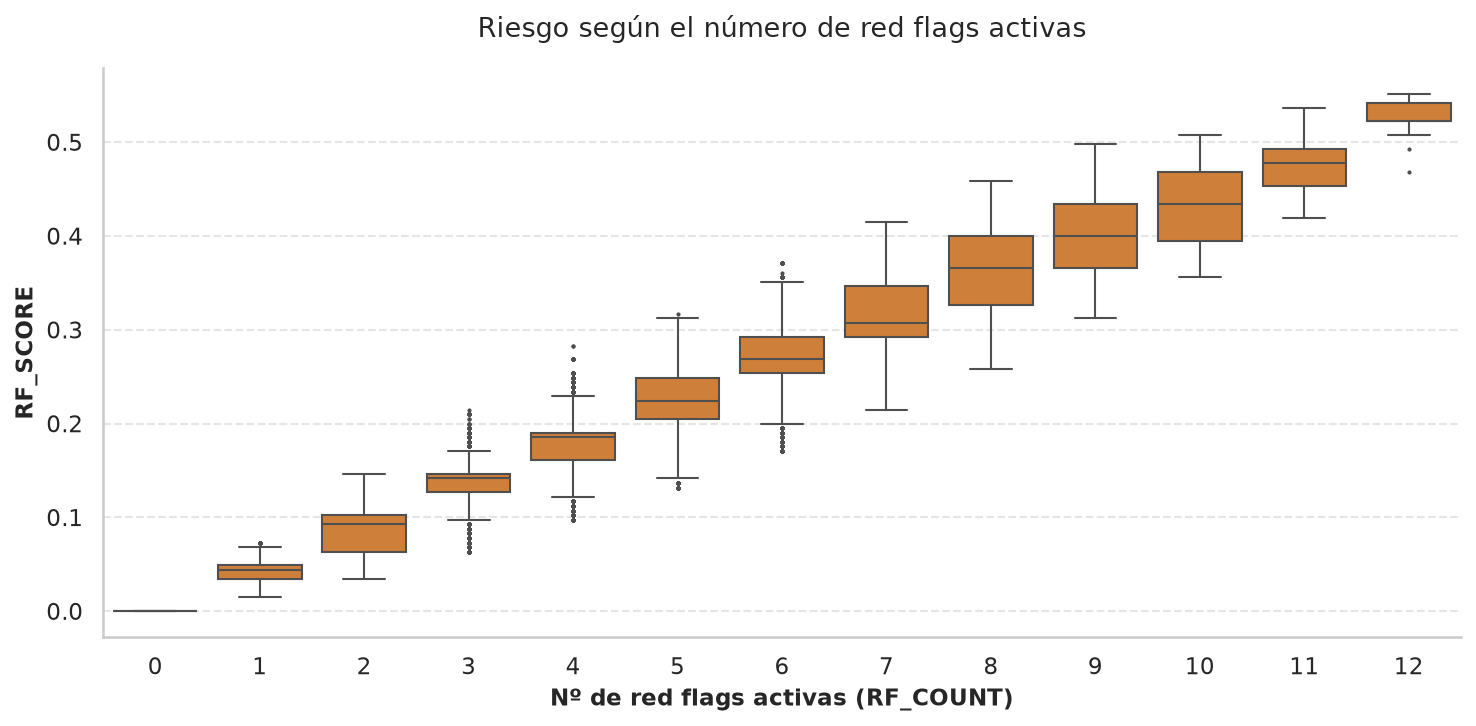 Riesgo según el número de red flags activas
RF_SCORE
0.5
0.4
0.3
0.2
0.1
0.0
0 1 2 3 4 5 6 7 8 9 10 11 12
Nº de red flags activas (RF_COUNT)